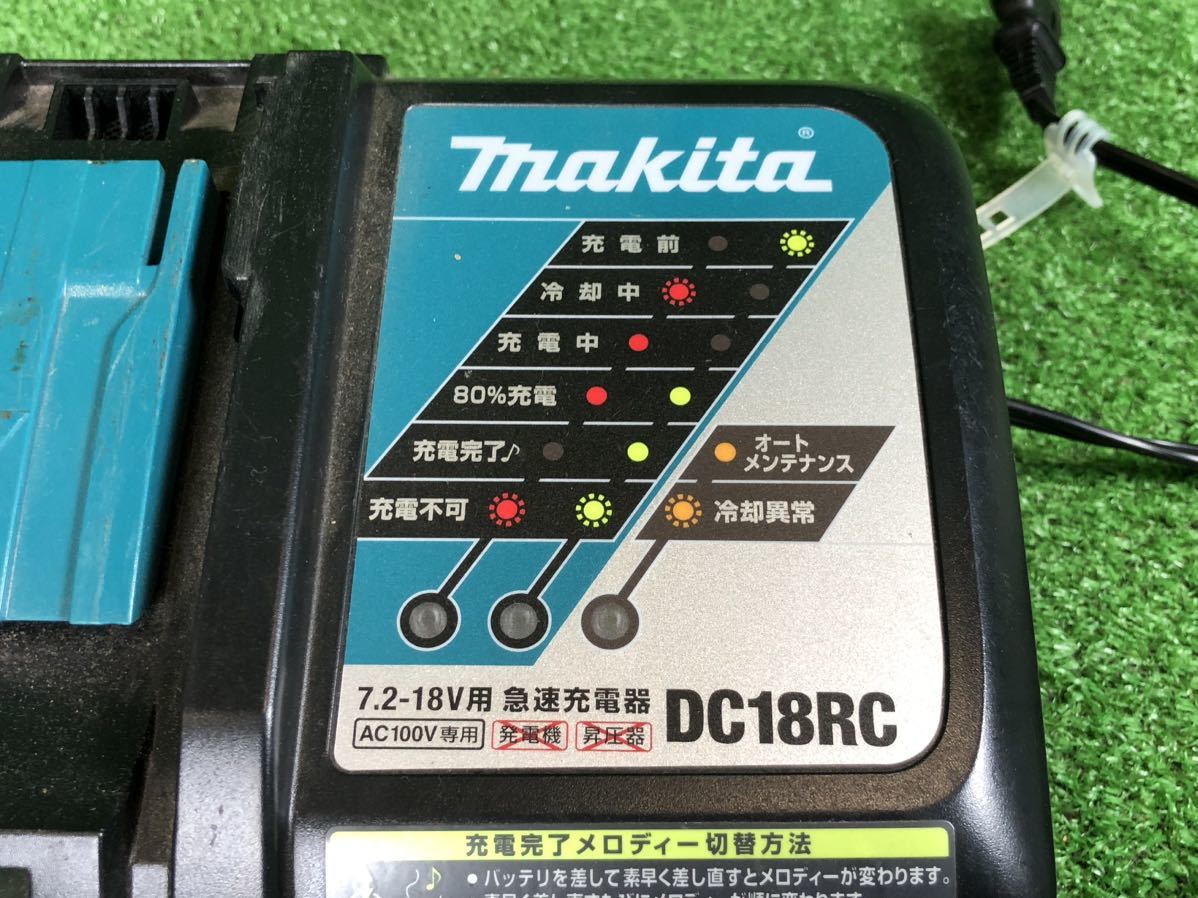 makita®
充電前
冷却中
充電中
80%充電
充電完了♪
オート
メンテナンス
充電不可
冷却異常
7.2-18V用 急速充電器 DC18RC
AC100V専用 発電機 昇圧器
充電完了メロディー切替方法
•バッテリを差して素早く差し直すとメロディーが変わります。